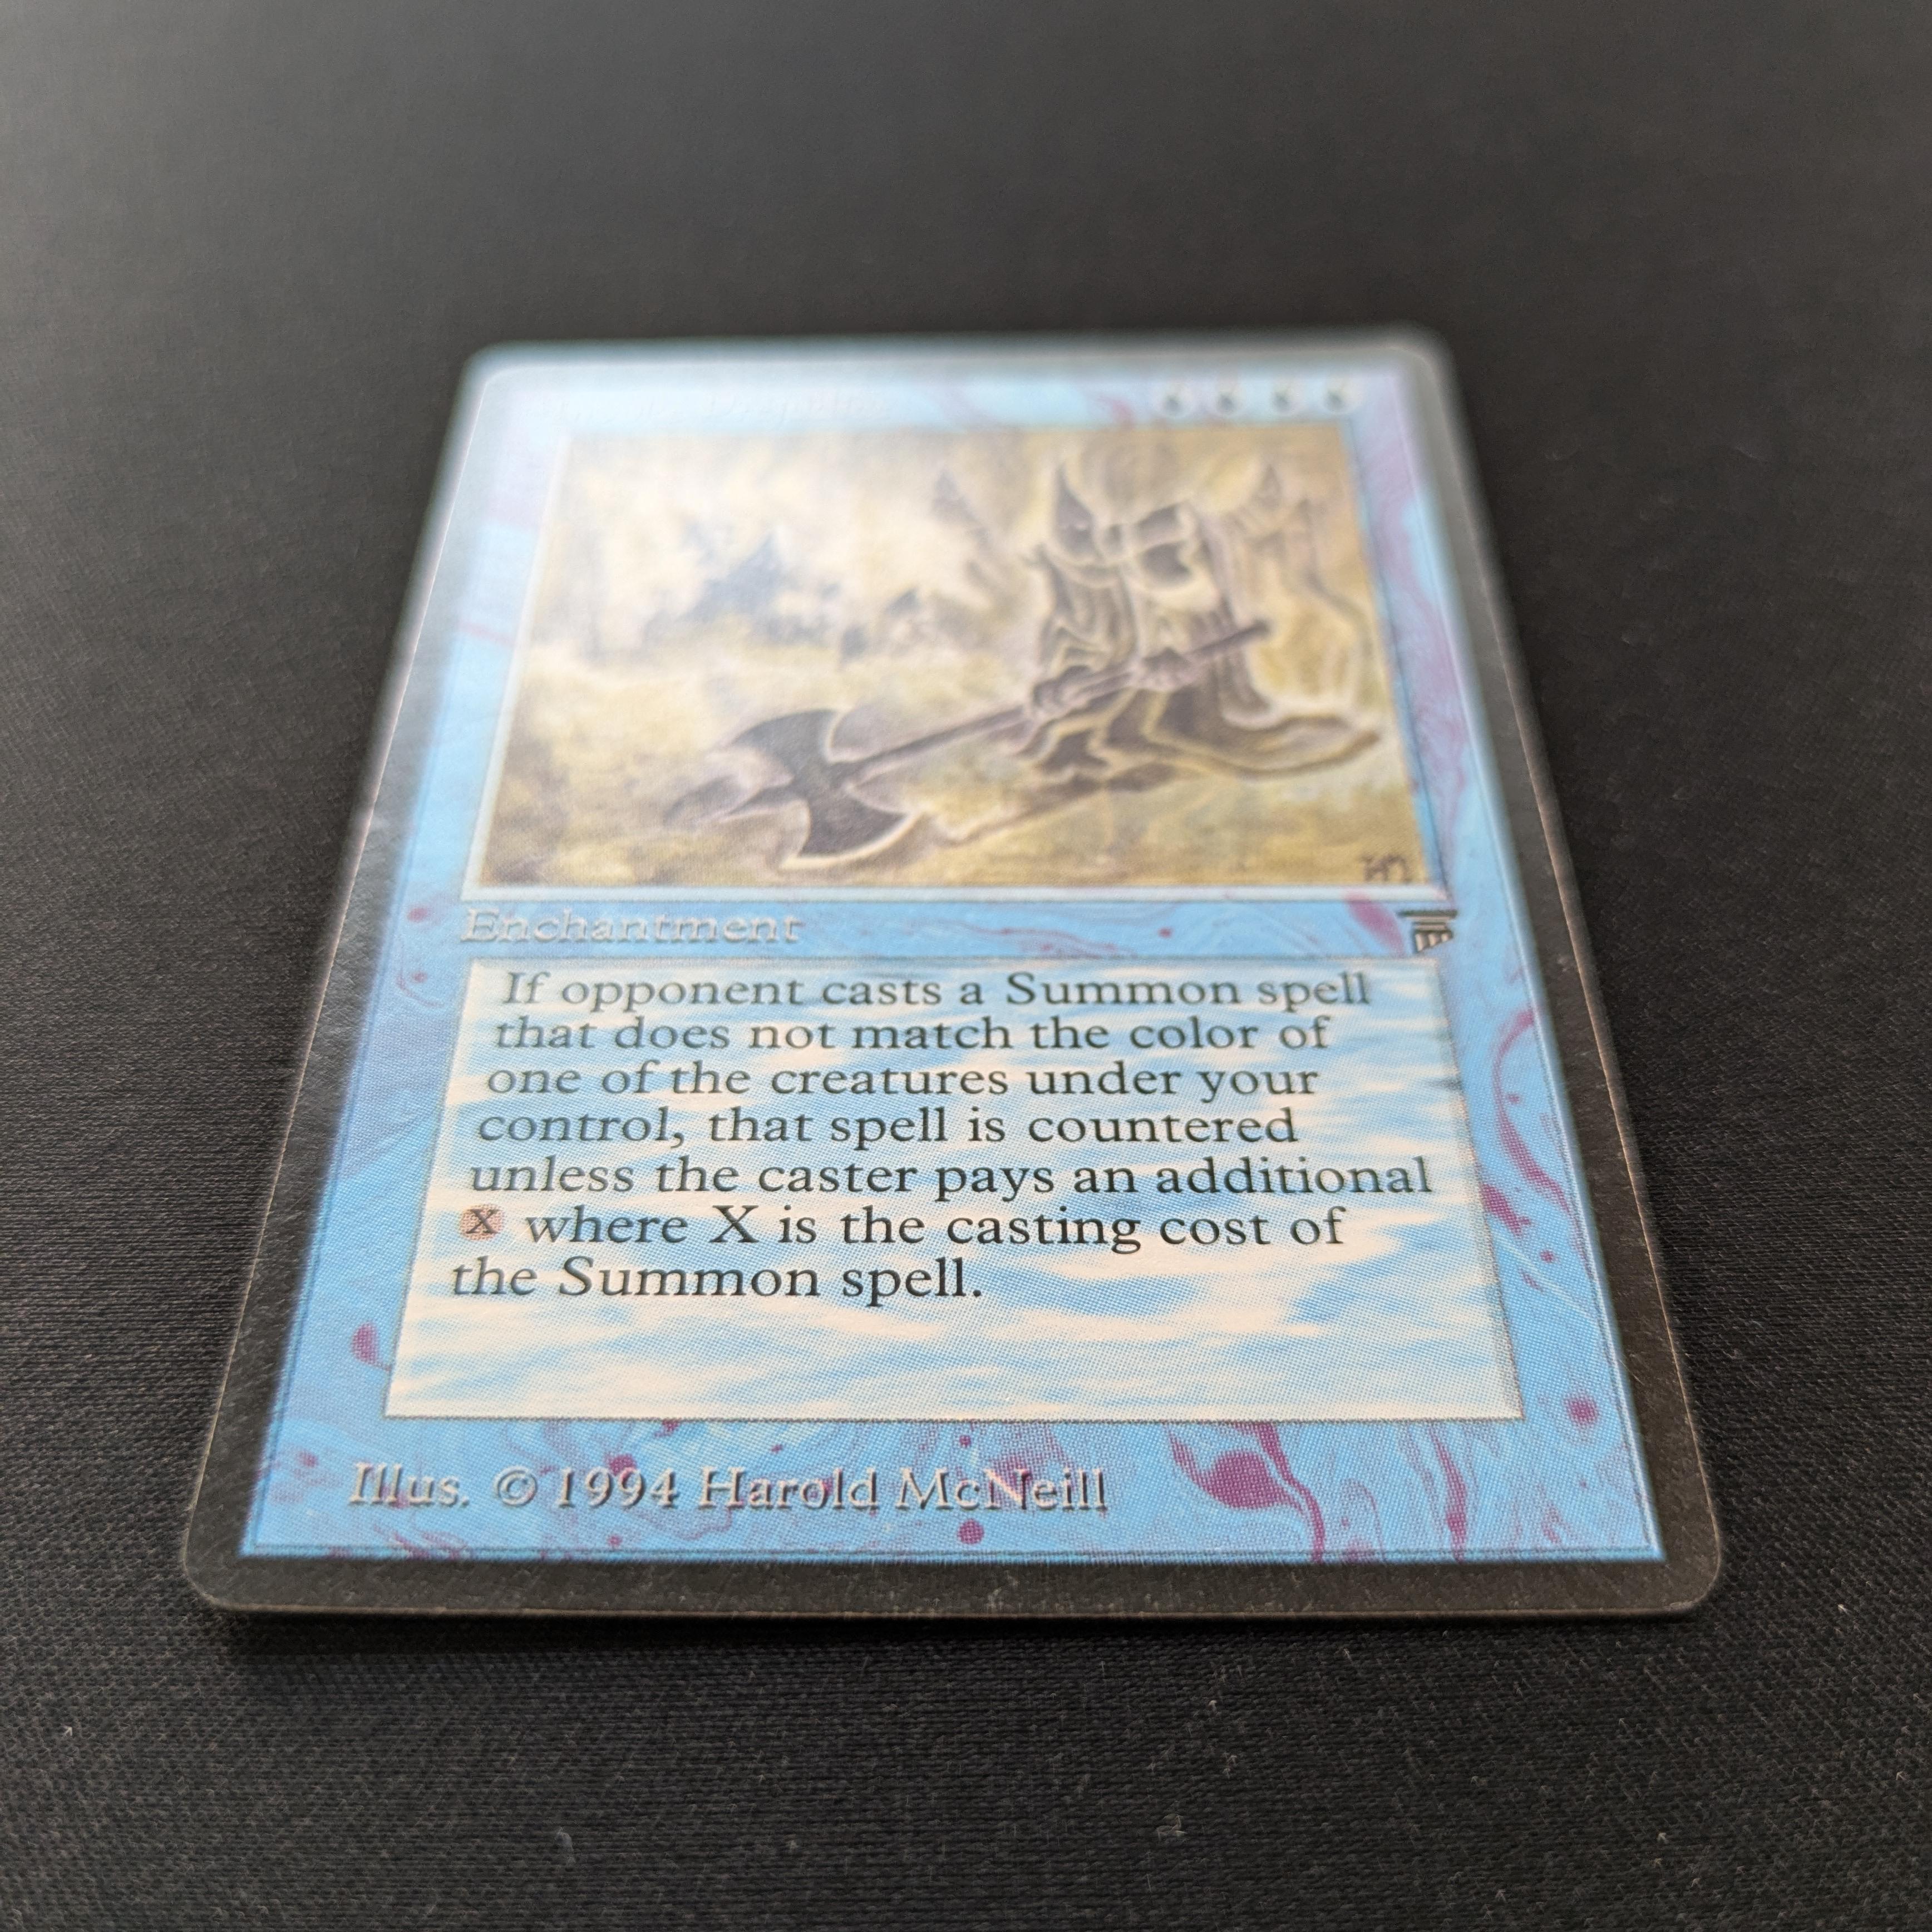 Enchantment
If opponent casts a Summon spell
that does not match the color of
one of the creatures under your
control, that spell is countered
unless the caster pays an additional
X where X is the casting cost of
the Summon spell.
Illus. © 1994 Harold McNeill